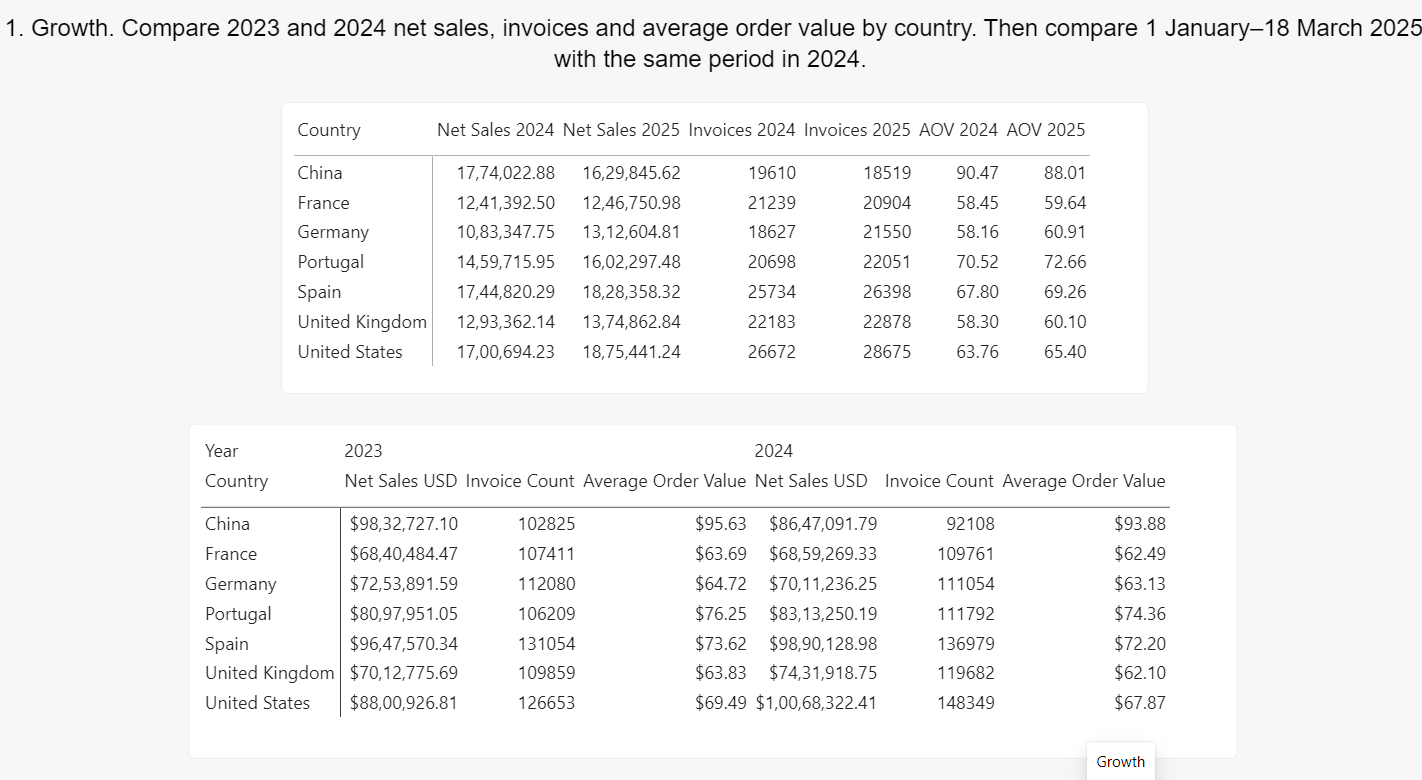 1. Growth. Compare 2023 and 2024 net sales, invoices and average order value by country. Then compare 1 January–18 March 2025
with the same period in 2024.
Country Net Sales 2024 Net Sales 2025 Invoices 2024 Invoices 2025 AOV 2024 AOV 2025
China 17,74,022.88 16,29,845.62 19610 18519 90.47 88.01
France 12,41,392.50 12,46,750.98 21239 20904 58.45 59.64
Germany 10,83,347.75 13,12,604.81 18627 21550 58.16 60.91
Portugal 14,59,715.95 16,02,297.48 20698 22051 70.52 72.66
Spain 17,44,820.29 18,28,358.32 25734 26398 67.80 69.26
United Kingdom 12,93,362.14 13,74,862.84 22183 22878 58.30 60.10
United States 17,00,694.23 18,75,441.24 26672 28675 63.76 65.40
Year 2023 2024
Country Net Sales USD Invoice Count Average Order Value Net Sales USD Invoice Count Average Order Value
China $98,32,727.10 102825 $95.63 $86,47,091.79 92108 $93.88
France $68,40,484.47 107411 $63.69 $68,59,269.33 109761 $62.49
Germany $72,53,891.59 112080 $64.72 $70,11,236.25 111054 $63.13
Portugal $80,97,951.05 106209 $76.25 $83,13,250.19 111792 $74.36
Spain $96,47,570.34 131054 $73.62 $98,90,128.98 136979 $72.20
United Kingdom $70,12,775.69 109859 $63.83 $74,31,918.75 119682 $62.10
United States $88,00,926.81 126653 $69.49 $1,00,68,322.41 148349 $67.87
Growth